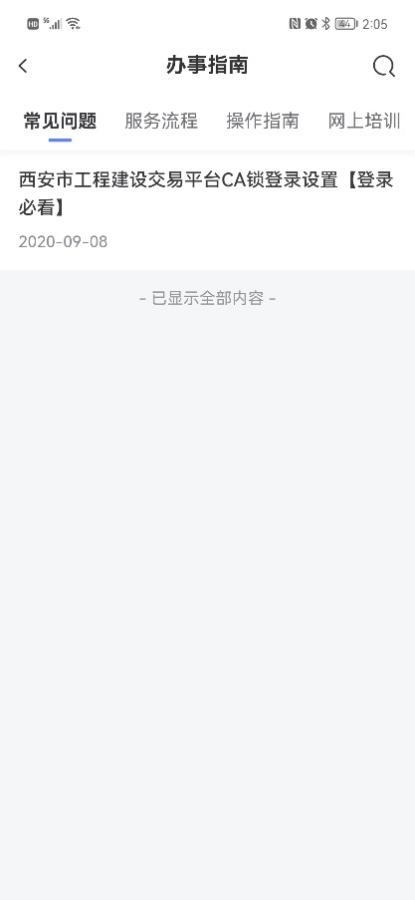 HD 5G 2:05
办事指南
常见问题 服务流程 操作指南 网上培训
西安市工程建设交易平台CA锁登录设置【登录
必看】
2020-09-08
- 已显示全部内容 -